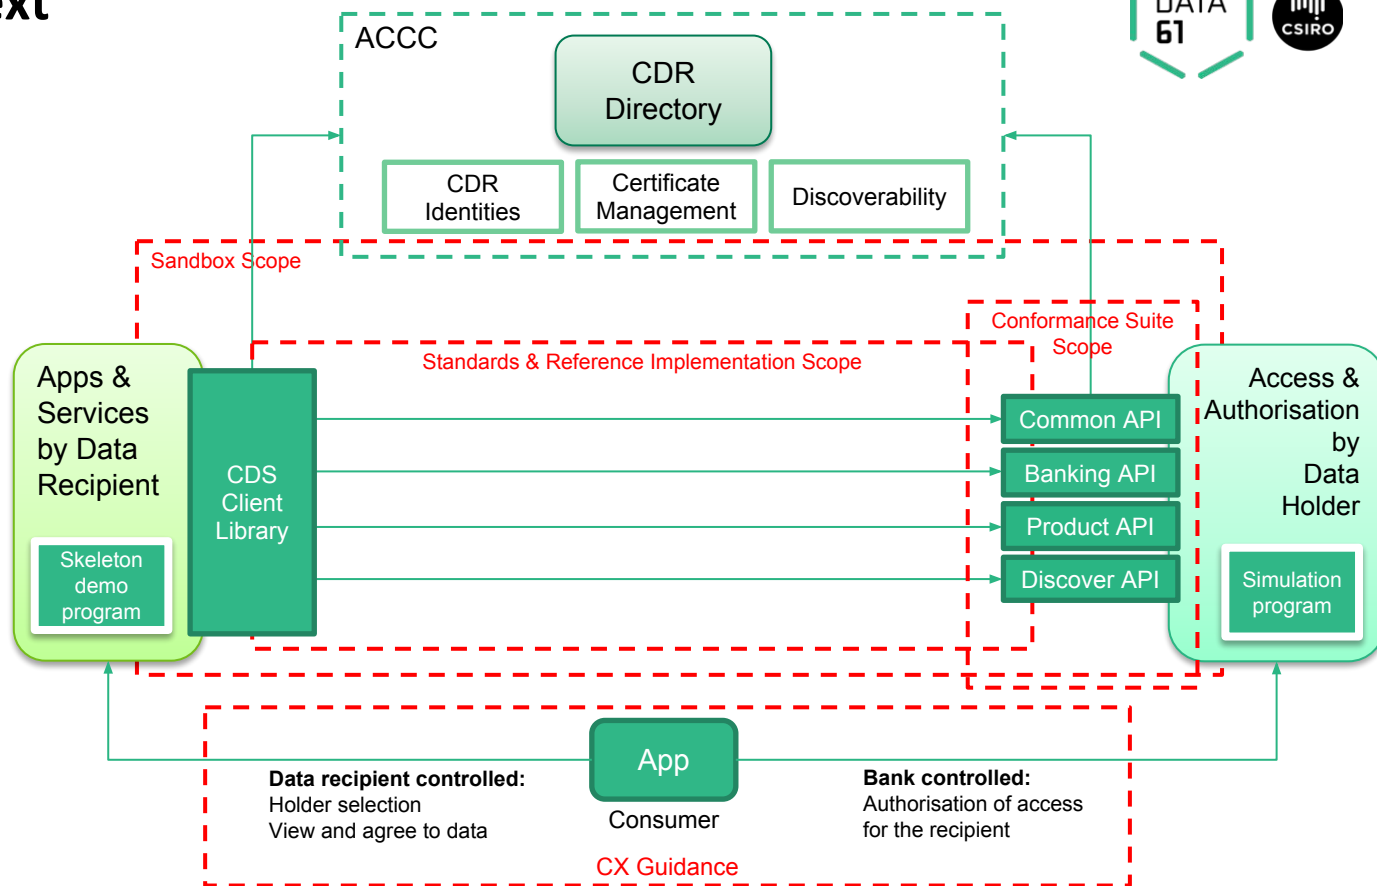 ext
DATA
61
CSIRO
ACCC
CDR
Directory
CDR
Identities
Certificate
Management
Discoverability
Sandbox Scope
Conformance Suite
Scope
Standards & Reference Implementation Scope
Apps &
Services
by Data
Recipient
CDS
Client
Library
Skeleton
demo
program
Common API
Banking API
Product API
Discover API
Access &
Authorisation
by
Data
Holder
Simulation
program
App
Consumer
Data recipient controlled:
Holder selection
View and agree to data
Bank controlled:
Authorisation of access
for the recipient
CX Guidance